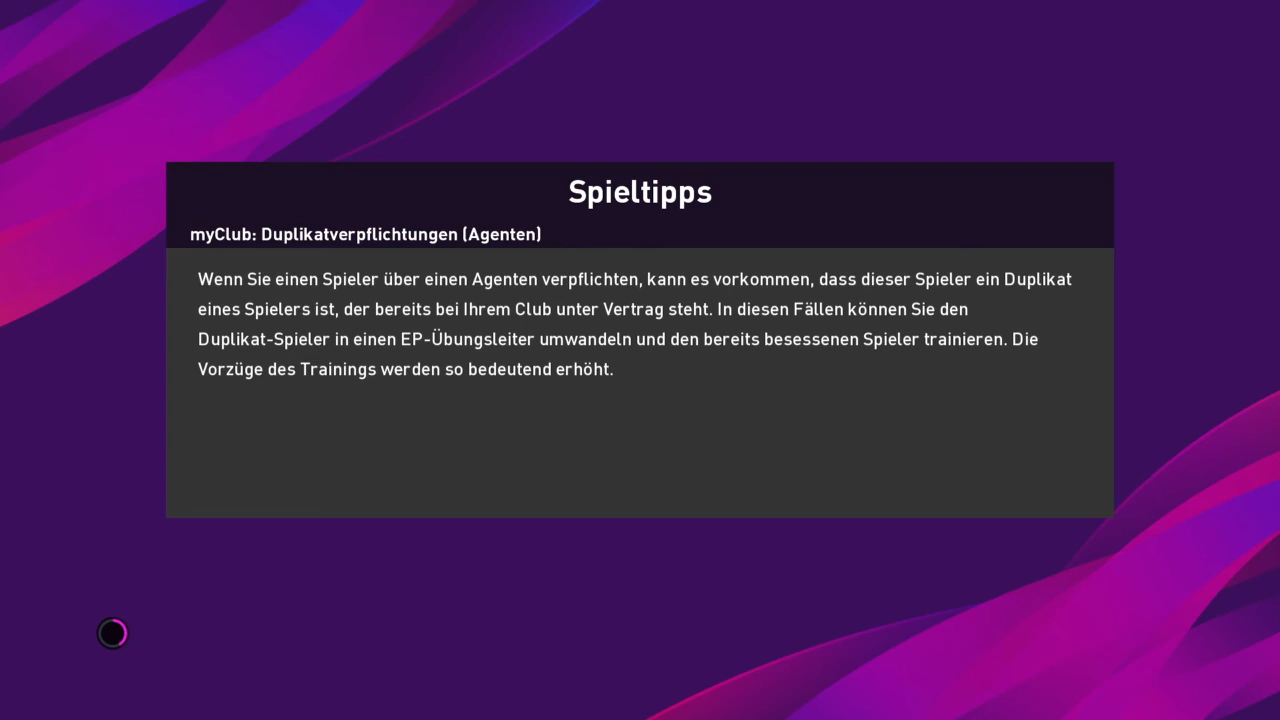 Spieltipps
myClub: Duplikatverpflichtungen (Agenten)
Wenn Sie einen Spieler über einen Agenten verpflichten, kann es vorkommen, dass dieser Spieler ein Duplikat
eines Spielers ist, der bereits bei Ihrem Club unter Vertrag steht. In diesen Fällen können Sie den
Duplikat-Spieler in einen EP-Übungsleiter umwandeln und den bereits besessenen Spieler trainieren. Die
Vorzüge des Trainings werden so bedeutend erhöht.